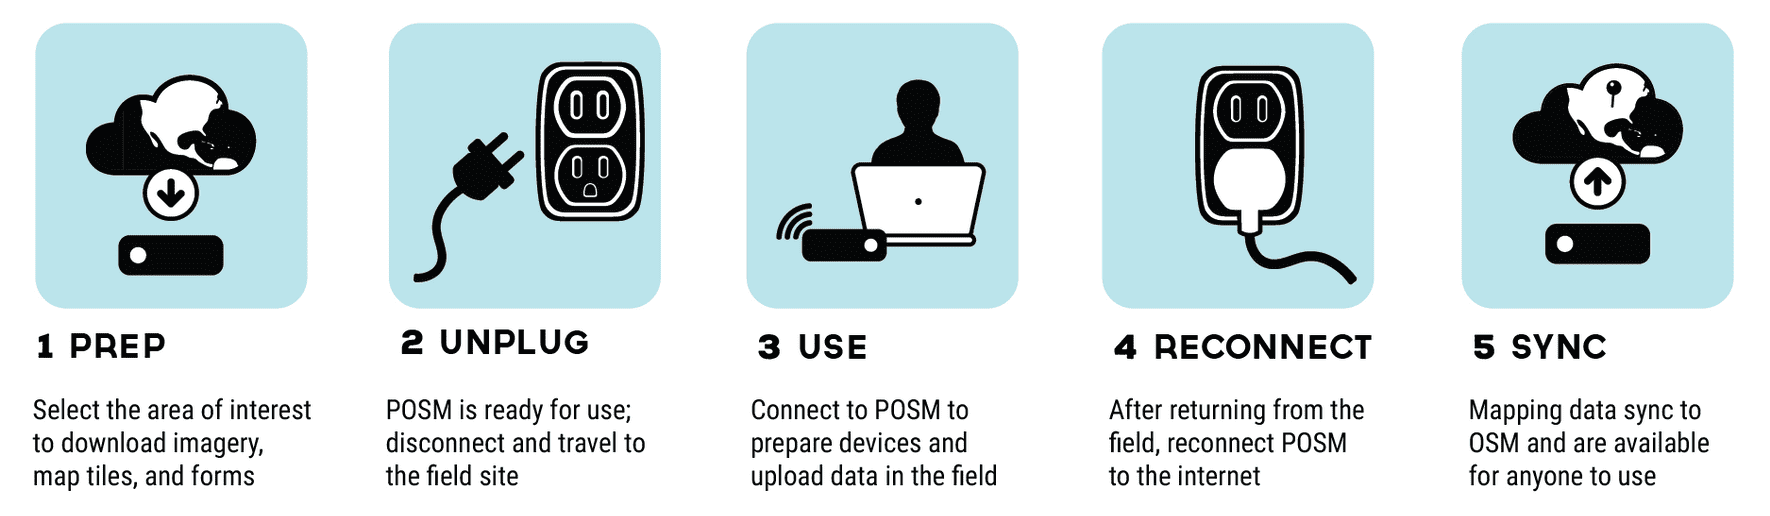 1 PREP
Select the area of interest
to download imagery,
map tiles, and forms
2 UNPLUG
POSM is ready for use;
disconnect and travel to
the field site
3 USE
Connect to POSM to
prepare devices and
upload data in the field
4 RECONNECT
After returning from the
field, reconnect POSM
to the internet
5 SYNC
Mapping data sync to
OSM and are available
for anyone to use